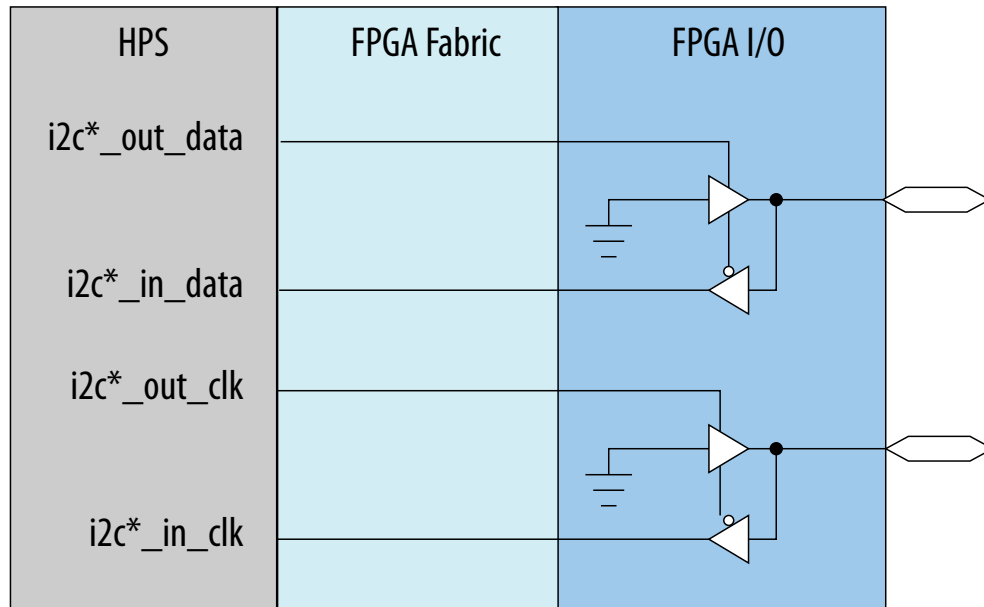 HPS
FPGA Fabric
FPGA I/O
i2c*_out_data
i2c*_in_data
i2c*_out_clk
i2c*_in_clk